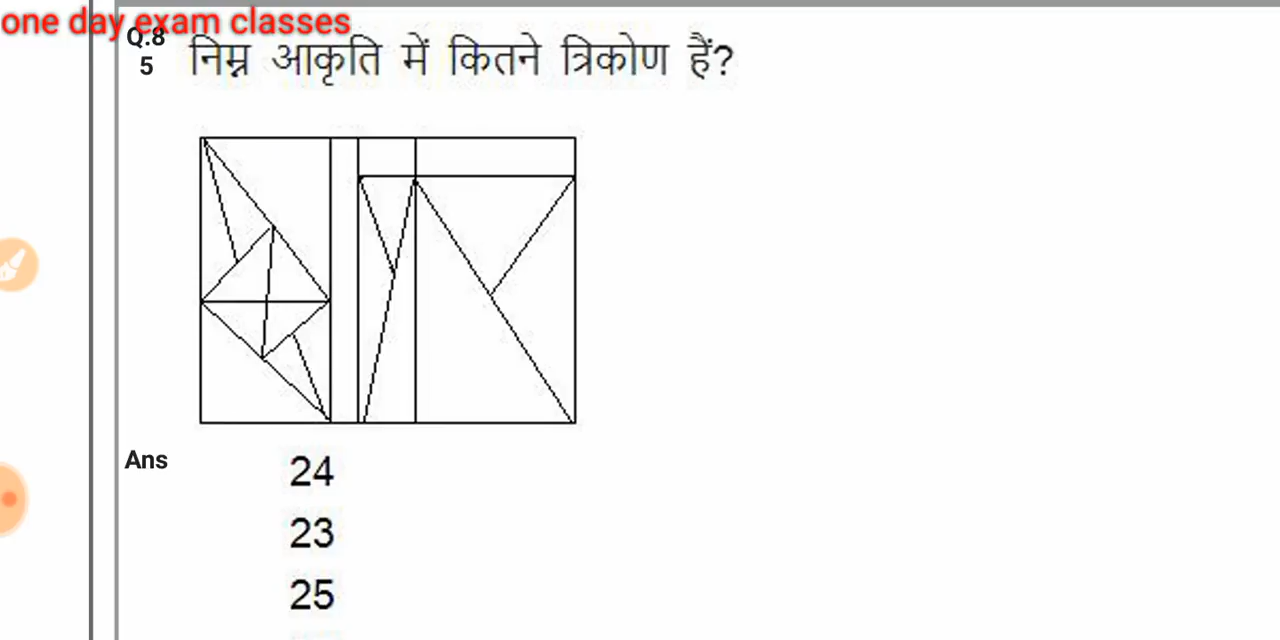 one day exam classes
Q.8
5
निम्न आकृति में कितने त्रिकोण हैं?
Ans
24
23
25